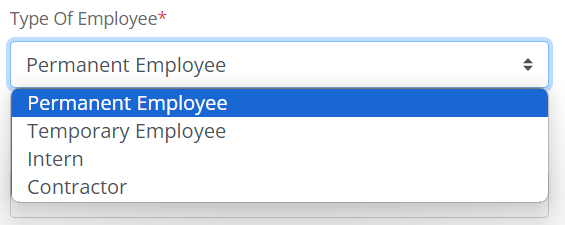 Type Of Employee*
Permanent Employee
Permanent Employee
Temporary Employee
Intern
Contractor